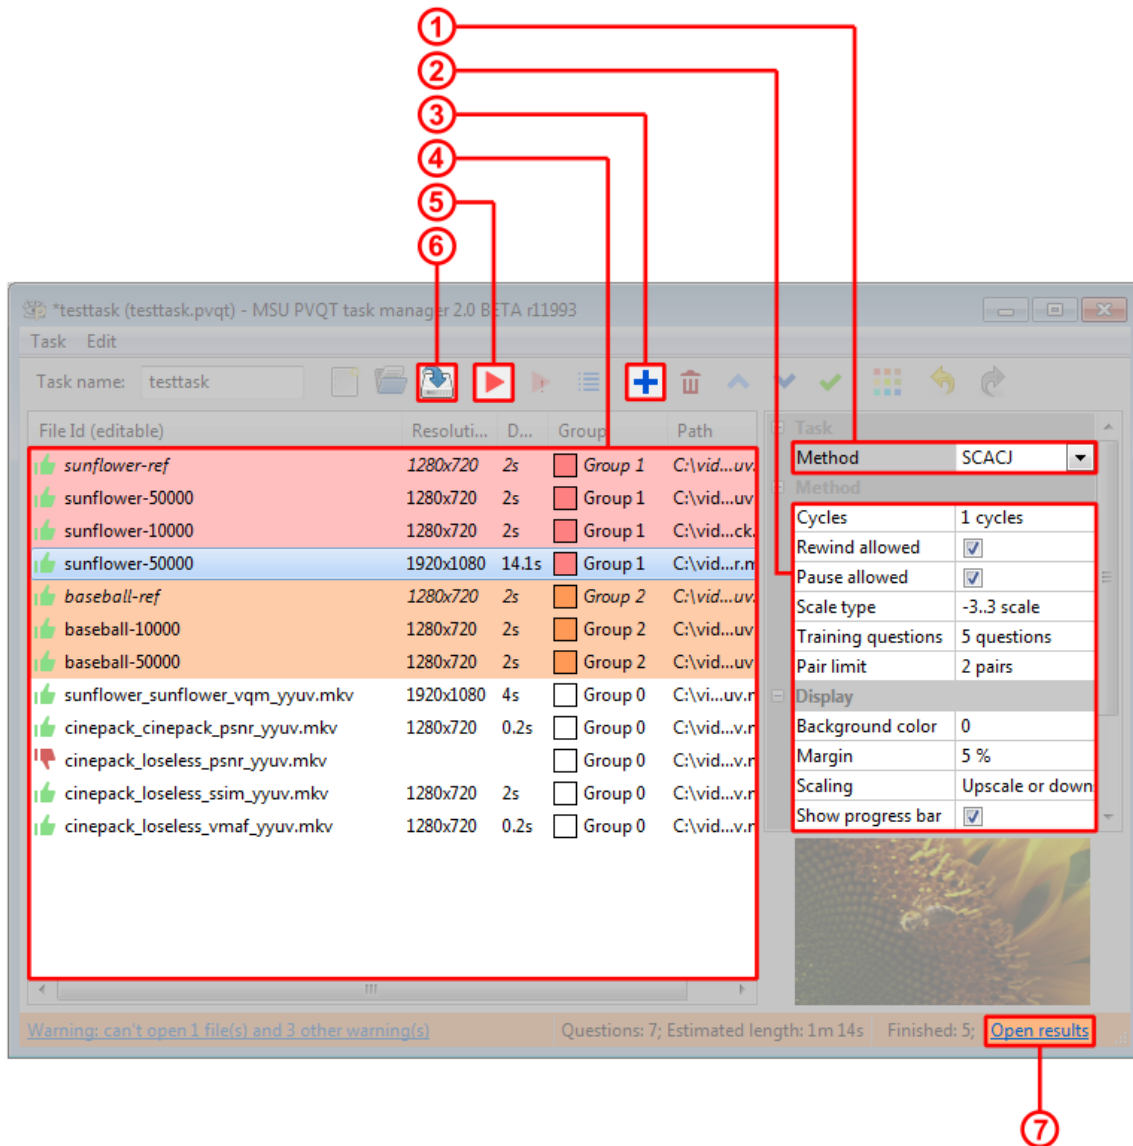 1
2
3
4
5
6
*testtask (testtask.pvqt) - MSU PVQT task manager 2.0 BETA r11993
Task Edit
Task name: testtask
File Id (editable) Resoluti... D... Group Path
sunflower-ref 1280x720 2s Group 1 C:\vid...uv.
sunflower-50000 1280x720 2s Group 1 C:\vid...uv
sunflower-10000 1280x720 2s Group 1 C:\vid...ck.
sunflower-50000 1920x1080 14.1s Group 1 C:\vid...r.m
baseball-ref 1280x720 2s Group 2 C:\vid...uv.
baseball-10000 1280x720 2s Group 2 C:\vid...uv
baseball-50000 1280x720 2s Group 2 C:\vid...uv
sunflower_sunflower_vqm_yyuv.mkv 1920x1080 4s Group 0 C:\vi...uv.r
cinepack_cinepack_psnr_yyuv.mkv 1280x720 0.2s Group 0 C:\vid...v.r
cinepack_loseless_psnr_yyuv.mkv Group 0 C:\vid...v.r
cinepack_loseless_ssim_yyuv.mkv 1280x720 2s Group 0 C:\vid...v.r
cinepack_loseless_vmaf_yyuv.mkv 1280x720 0.2s Group 0 C:\vid...v.r
Task
Method SCACJ
Method
Cycles 1 cycles
Rewind allowed
Pause allowed
Scale type -3..3 scale
Training questions 5 questions
Pair limit 2 pairs
Display
Background color 0
Margin 5 %
Scaling Upscale or down
Show progress bar
Warning: can't open 1 file(s) and 3 other warning(s) Questions: 7; Estimated length: 1m 14s Finished: 5; Open results
7